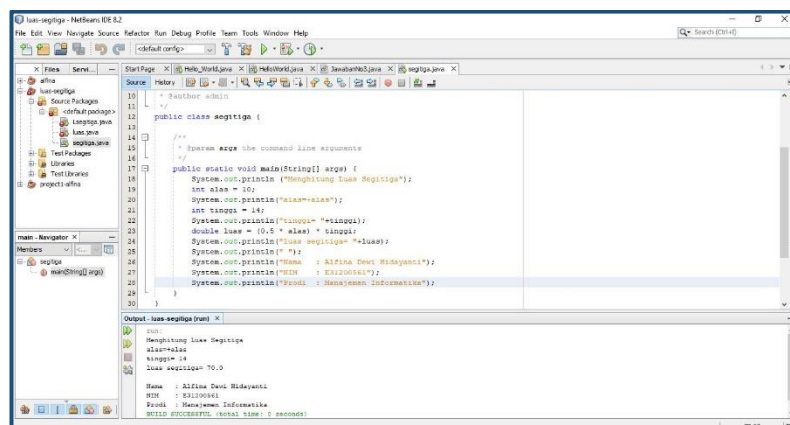 luas-segitiga - NetBeans IDE 8.2
File Edit View Navigate Source Refactor Run Debug Profile Team Tools Window Help
Search (Ctrl+I)
<default config>
Files Servi...
Start Page Hello_World.java HelloWorld.java JawabanNo3.java segitiga.java
Source History
alfina
luas-segitiga
Source Packages
<default package>
Lsegitiga.java
luas.java
segitiga.java
Test Packages
Libraries
Test Libraries
project1-alfina
main - Navigator
Members
segitiga
main(String[] args)
10 * @author admin
11 */
12 public class segitiga {
13
14 /**
15 * @param args the command line arguments
16 */
17 public static void main(String[] args) {
18 System.out.println ("Menghitung Luas Segitiga");
19 int alas = 10;
20 System.out.println("alas=+alas");
21 int tinggi = 14;
22 System.out.println("tinggi= "+tinggi);
23 double luas = (0.5 * alas) * tinggi;
24 System.out.println("luas segitiga= "+luas);
25 System.out.println(" ");
26 System.out.println("Nama : Alfina Dewi Hidayanti");
27 System.out.println("NIM : E31200561");
28 System.out.println("Prodi : Manajemen Informatika");
29 }
30 }
Output - luas-segitiga (run)
run:
Menghitung Luas Segitiga
alas=+alas
tinggi= 14
luas segitiga= 70.0
Nama : Alfina Dewi Hidayanti
NIM : E31200561
Prodi : Manajemen Informatika
BUILD SUCCESSFUL (total time: 0 seconds)